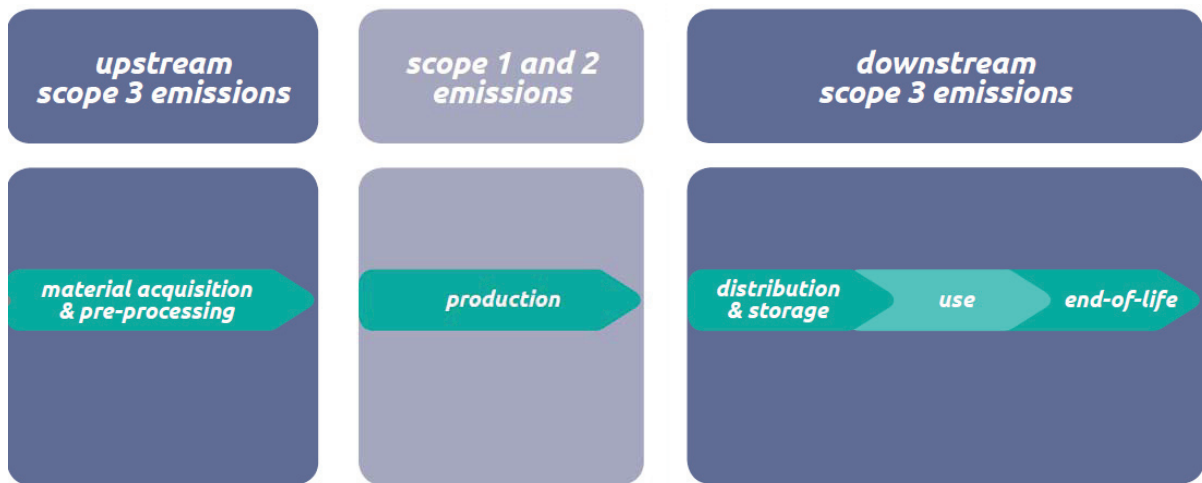 upstream
scope 3 emissions
scope 1 and 2
emissions
downstream
scope 3 emissions
material acquisition
& pre-processing
production
distribution
& storage
use
end-of-life